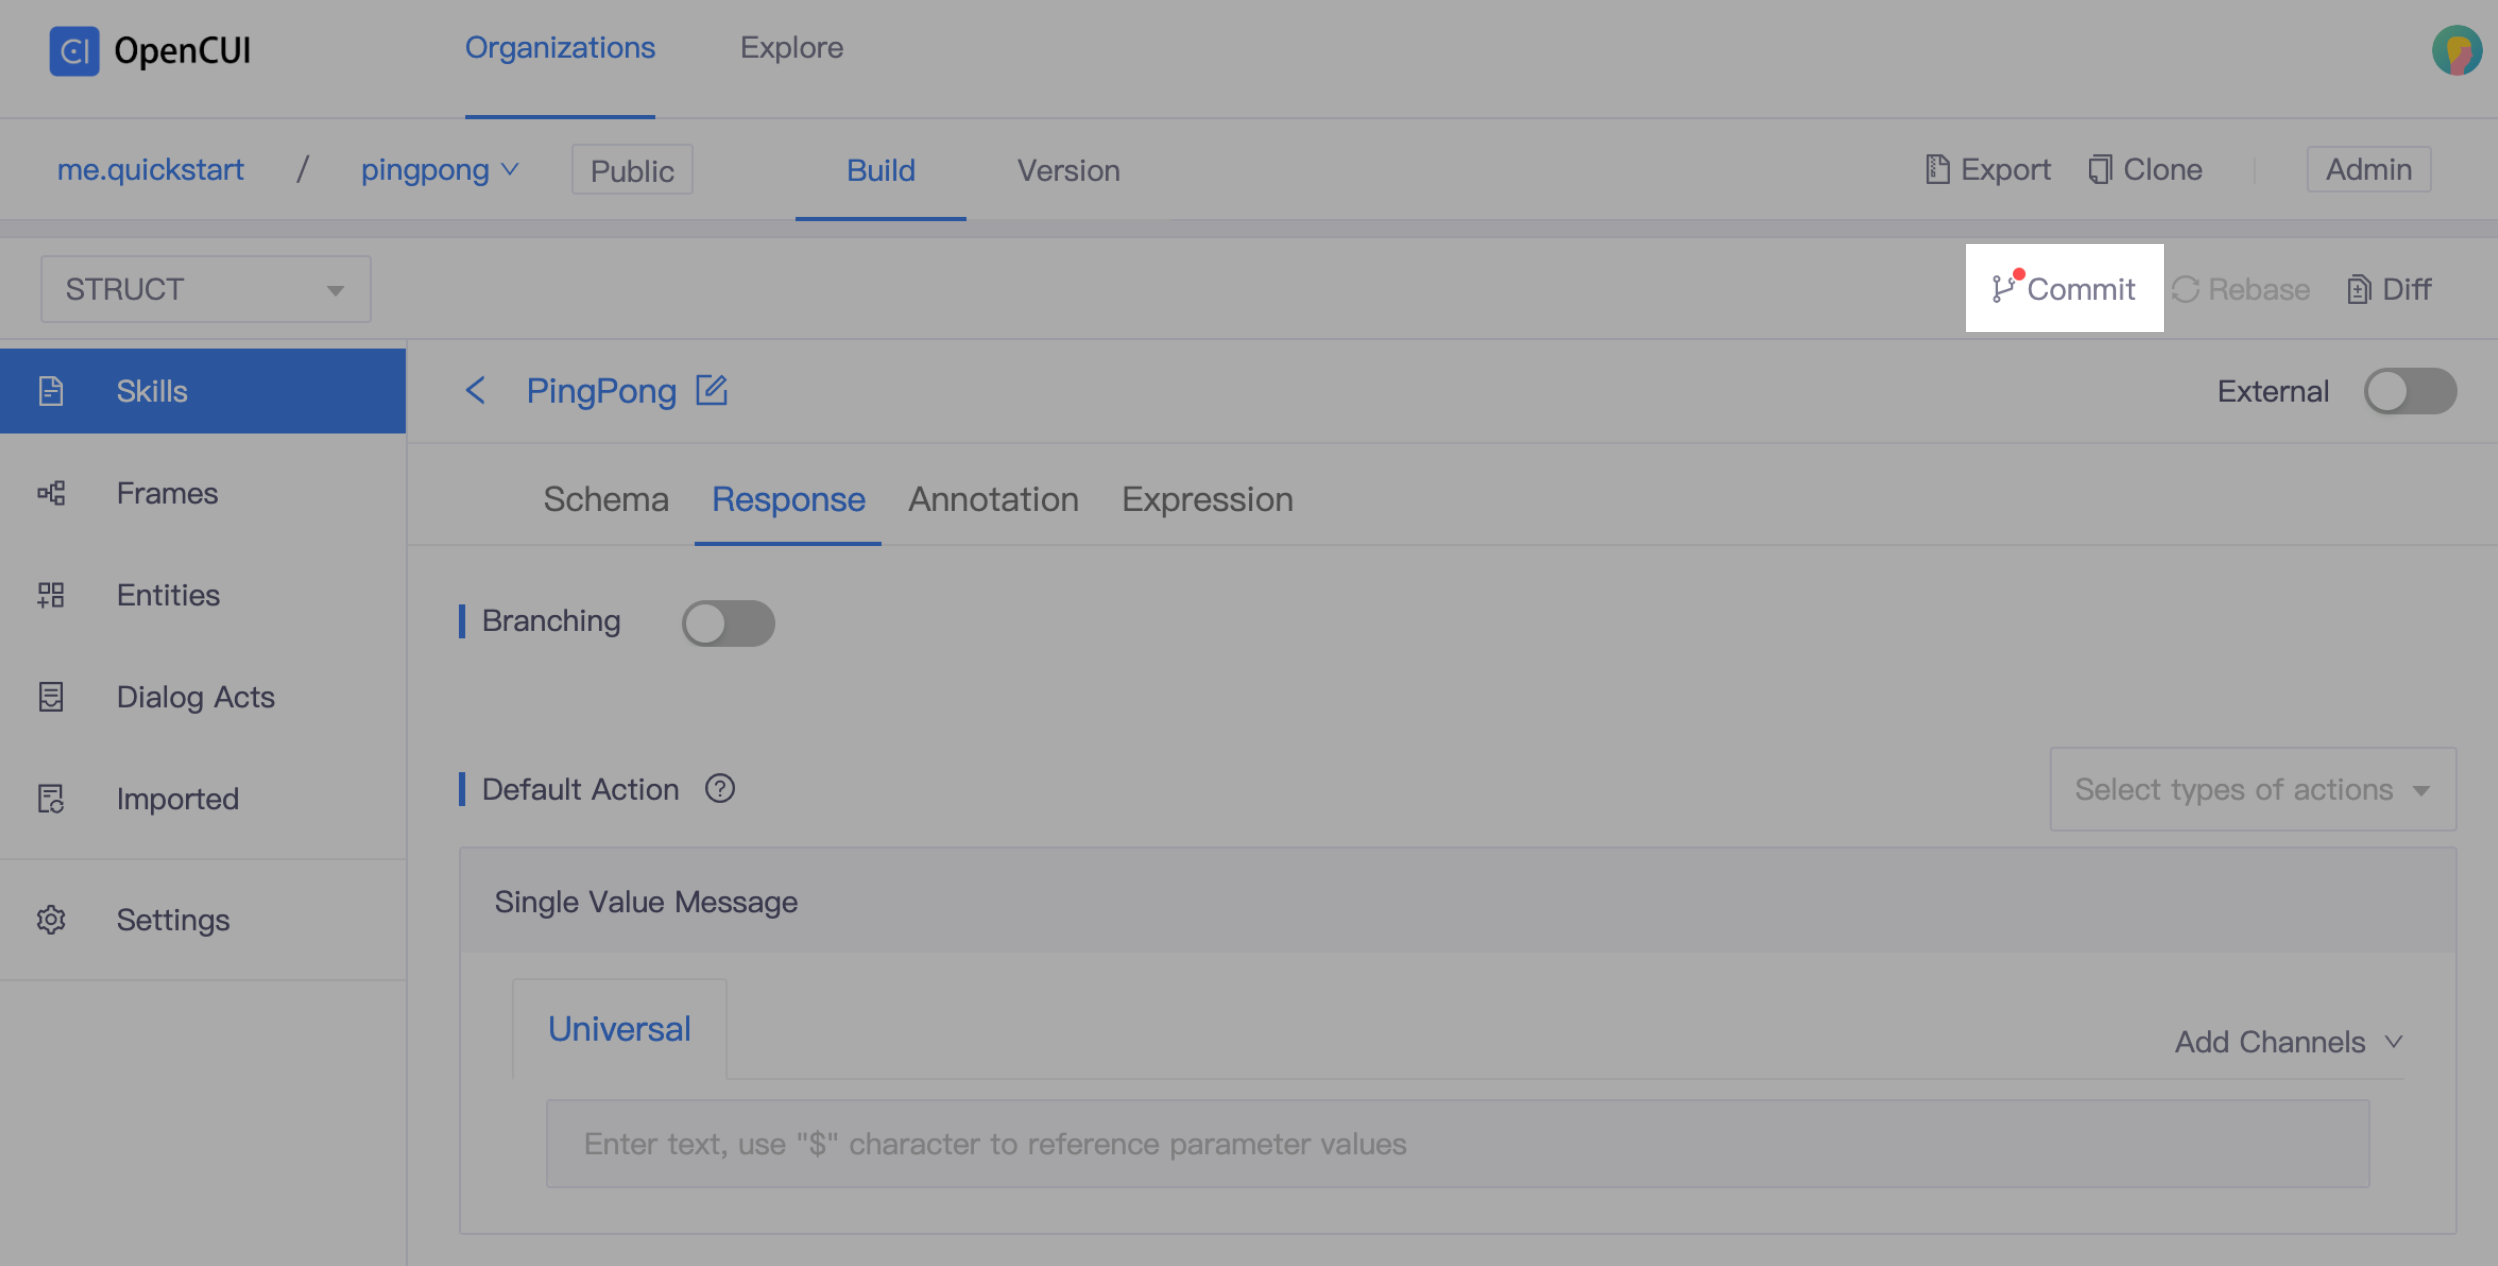 OpenCUI Organizations Explore
me.quickstart / pingpong Public Build Version Export Clone Admin
STRUCT Commit Rebase Diff
Skills
Frames
Entities
Dialog Acts
Imported
Settings
PingPong External
Schema Response Annotation Expression
Branching
Default Action ? Select types of actions
Single Value Message
Universal
Add Channels
Enter text, use "$" character to reference parameter values